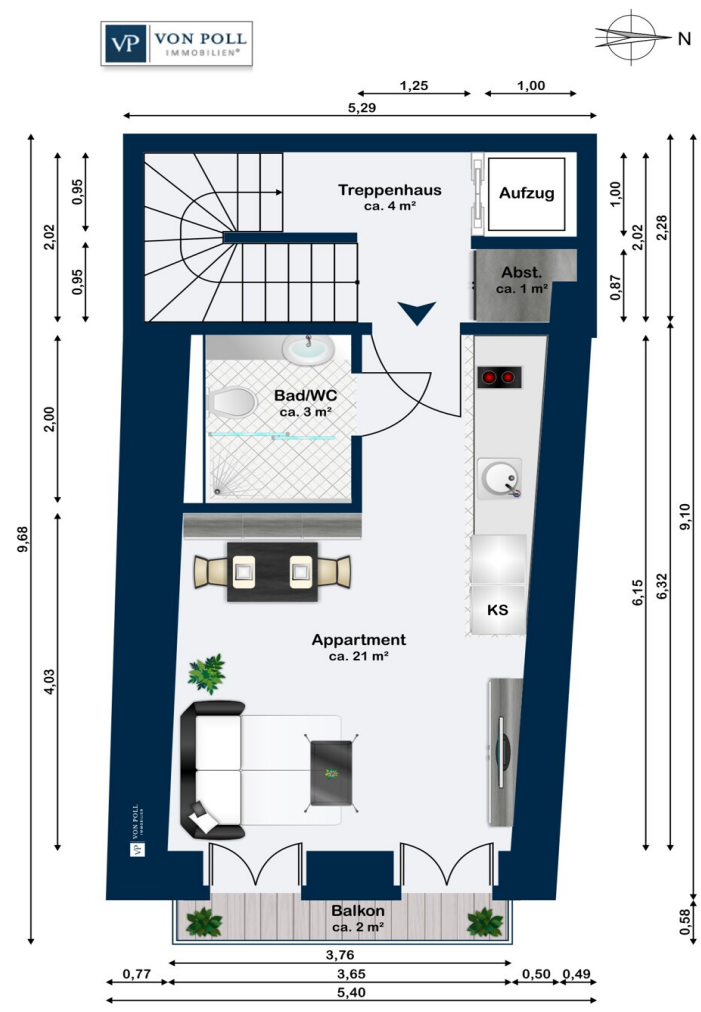 VP VON POLL
IMMOBILIEN®
N
1,25
1,00
5,29
Treppenhaus
ca. 4 m²
Aufzug
Abst.
ca. 1 m²
0,95
2,02
0,95
1,00
2,02
2,28
0,87
Bad/WC
ca. 3 m²
2,00
9,68
9,10
6,15
6,32
KS
Appartment
ca. 21 m²
4,03
VP VON POLL
IMMOBILIEN
Balkon
ca. 2 m²
0,58
3,76
0,77
3,65
0,50
0,49
5,40